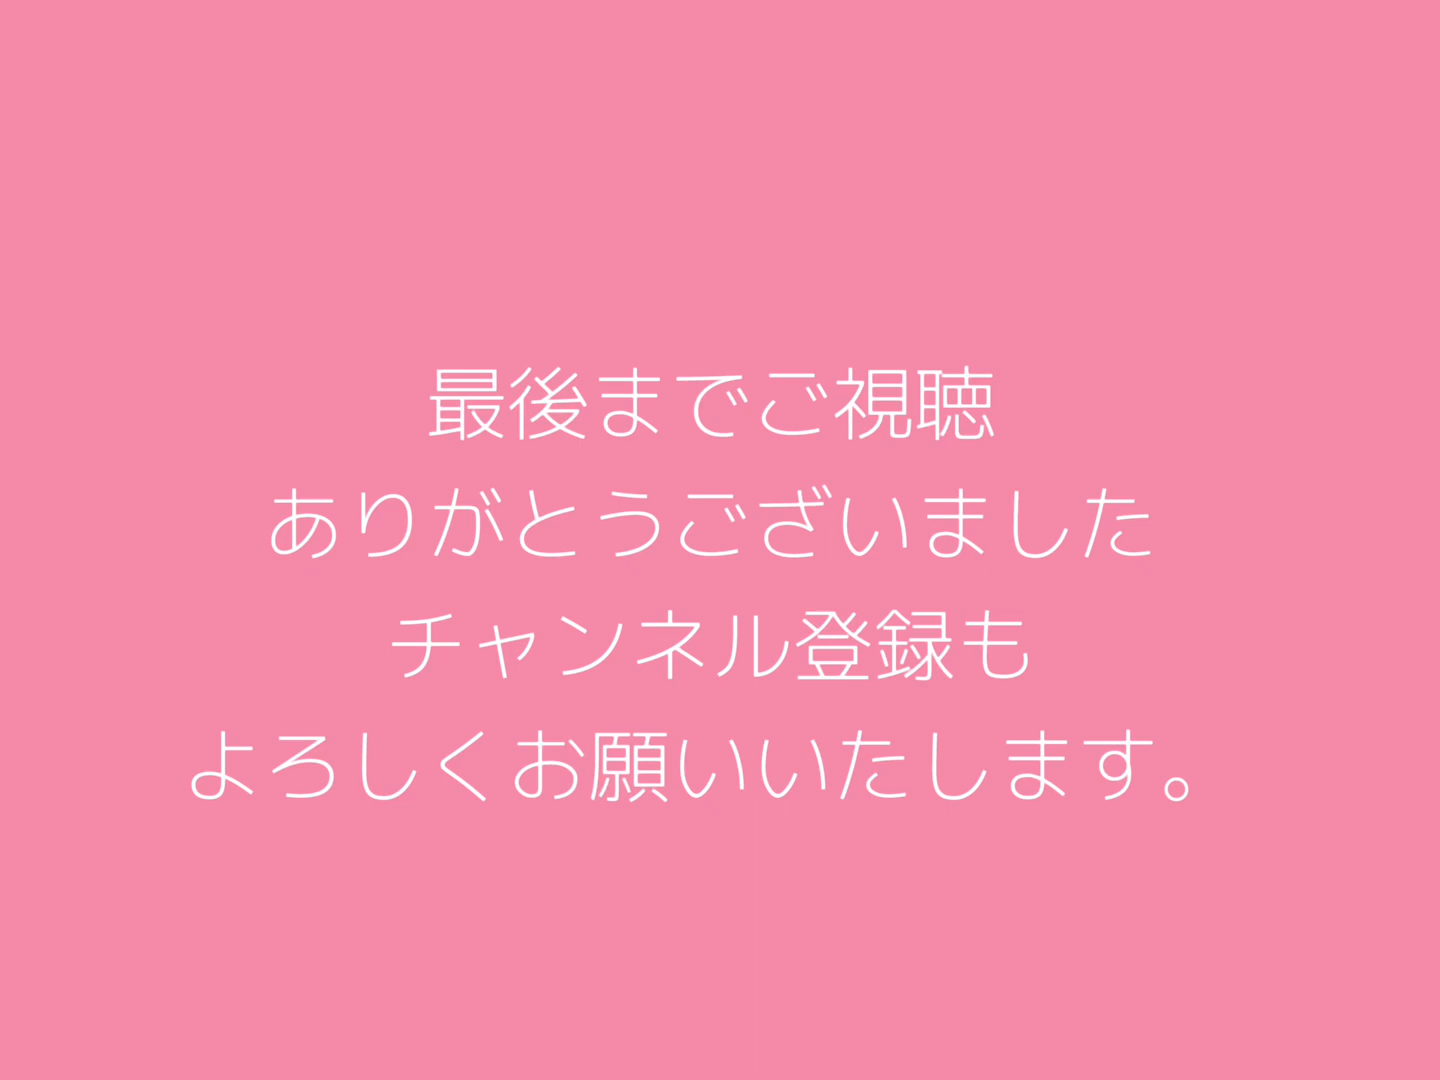 最後までご視聴
ありがとうございました
チャンネル登録も
よろしくお願いいたします。